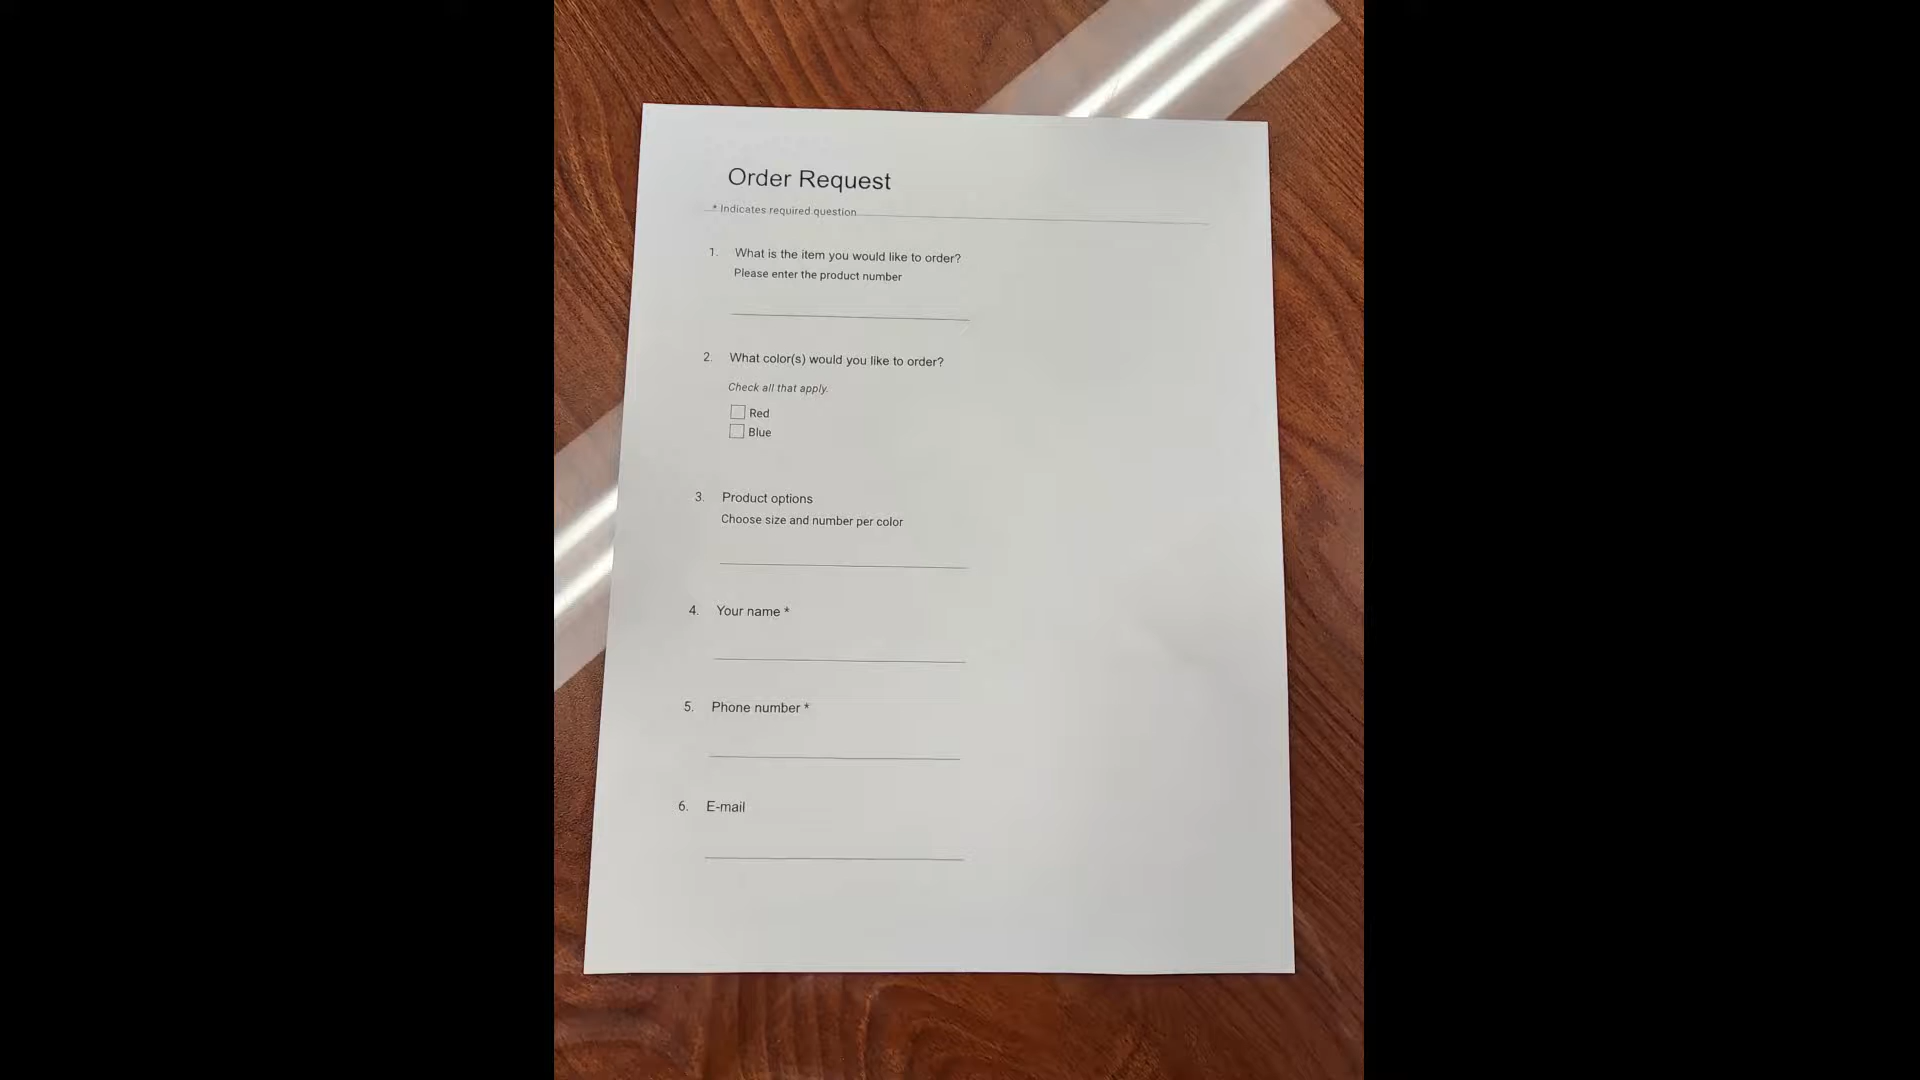 Order Request
* Indicates required question
1. What is the item you would like to order?
Please enter the product number
2. What color(s) would you like to order?
Check all that apply.
Red
Blue
3. Product options
Choose size and number per color
4. Your name *
5. Phone number *
6. E-mail